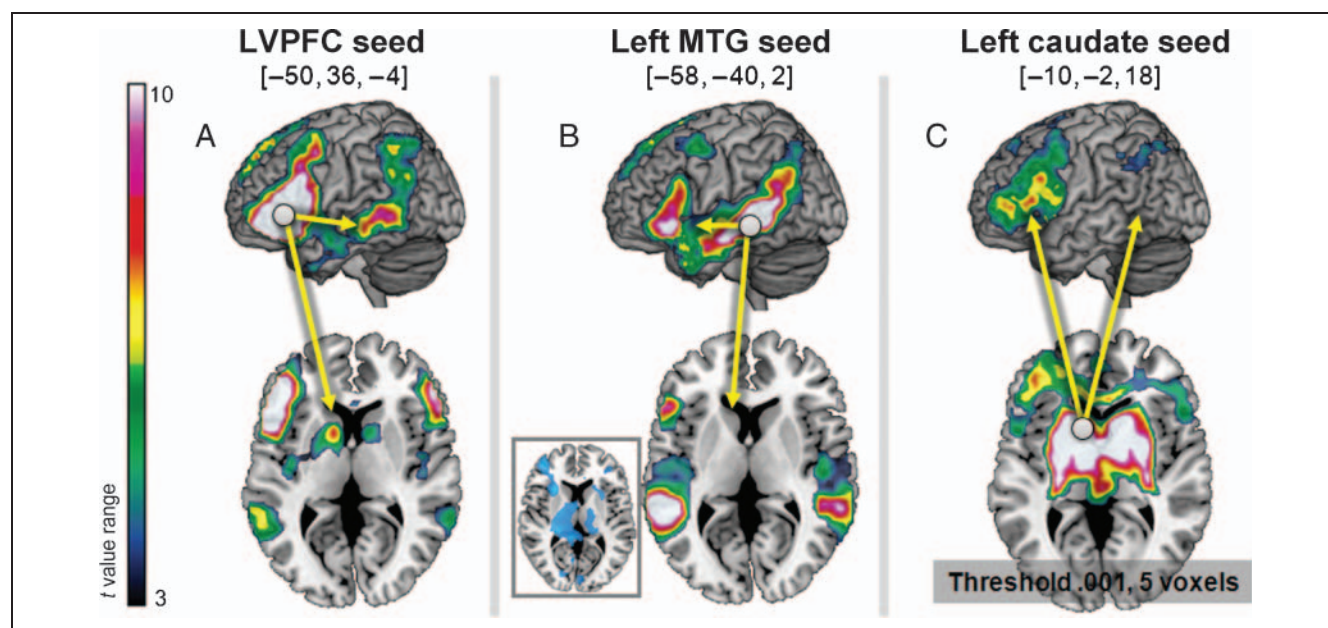 LVPFC seed
[–50, 36, –4]
Left MTG seed
[–58, –40, 2]
Left caudate seed
[–10, –2, 18]
10
A
B
C
t value range
3
Threshold .001, 5 voxels